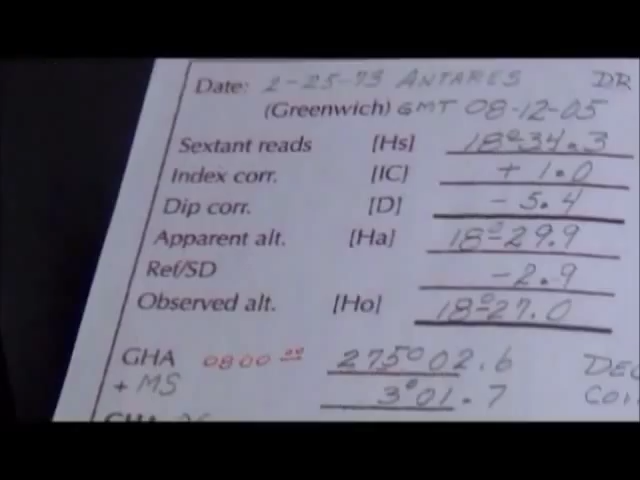 Date: 2-25-73 ANTARES DR
(Greenwich) GMT 08-12-05
Sextant reads [Hs] 18°34.3
Index corr. [IC] + 1.0
Dip corr. [D] - 5.4
Apparent alt. [Ha] 18°29.9
Ref/SD - 2.9
Observed alt. [Ho] 18°27.0
GHA 0800 00 275°02.6 DEC
+ MS 3°01.7